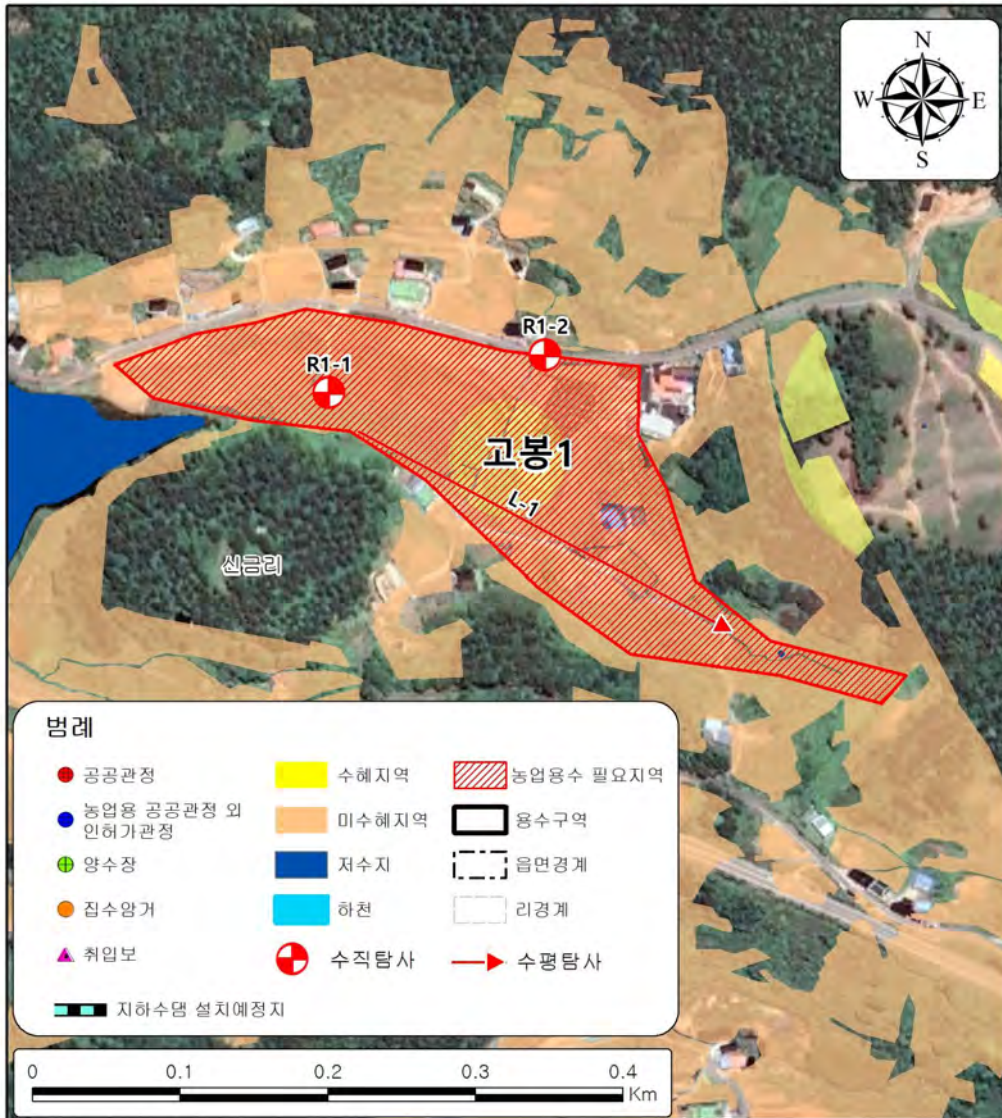 N
W E
S
R1-2
R1-1
고봉1
L-1
신금리
범례
공공관정
수혜지역
농업용수 필요지역
농업용 공공관정 외
인허가관정
미수혜지역
용수구역
양수장
저수지
읍면경계
집수암거
하천
리경계
취입보
수직탐사
수평탐사
지하수댐 설치예정지
0 0.1 0.2 0.3 0.4
Km